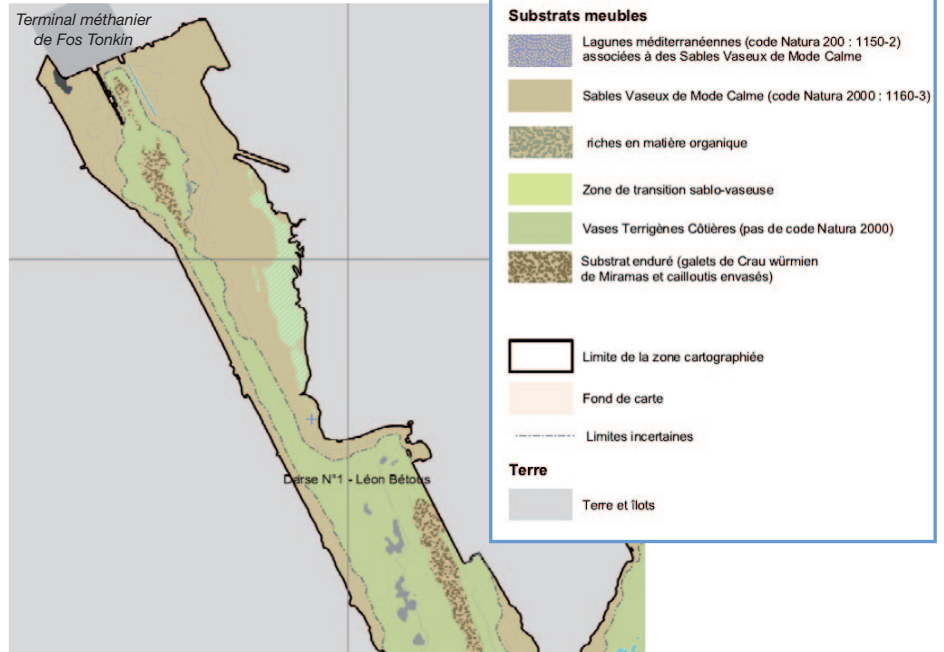 Terminal méthanier
de Fos Tonkin
Darse N°1 - Léon Bétous
Substrats meubles
Lagunes méditerranéennes (code Natura 200 : 1150-2)
associées à des Sables Vaseux de Mode Calme
Sables Vaseux de Mode Calme (code Natura 2000 : 1160-3)
riches en matière organique
Zone de transition sablo-vaseuse
Vases Terrigènes Côtières (pas de code Natura 2000)
Substrat enduré (galets de Crau würmien
de Miramas et cailloutis envasés)
Limite de la zone cartographiée
Fond de carte
Limites incertaines
Terre
Terre et îlots